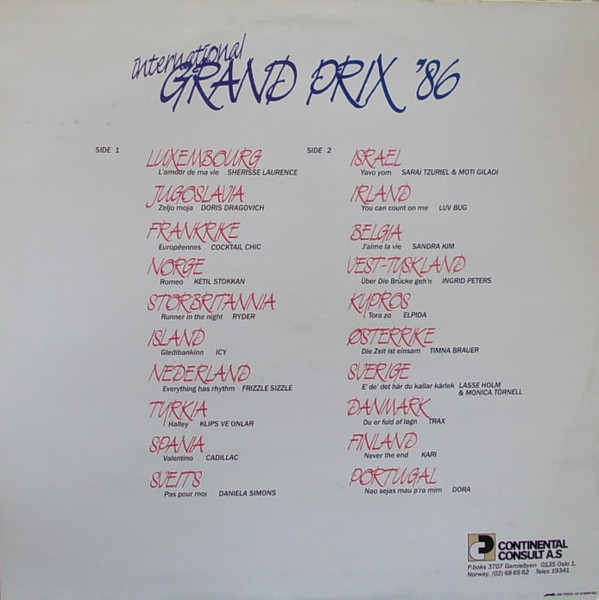 international
GRAND PRIX '86
SIDE 1
LUXEMBOURG
L'amour de ma vie SHERISSE LAURENCE
JUGOSLAVIA
Zeljo moja DORIS DRAGOVICH
FRANKRIKE
Européennes COCKTAIL CHIC
NORGE
Romeo KETIL STOKKAN
STORBRITANNIA
Runner in the night RYDER
ISLAND
Gledibankinn ICY
NEDERLAND
Everything has rhythm FRIZZLE SIZZLE
TYRKIA
Halley KLIPS VE ONLAR
SPANIA
Valentino CADILLAC
SVEITS
Pas pour moi DANIELA SIMONS
SIDE 2
ISRAEL
Yavo yom SARAI TZURIEL & MOTI GILADI
IRLAND
You can count on me LUV BUG
BELGIA
J'aime la vie SANDRA KIM
VEST-TYSKLAND
Über Die Brücke geh'n INGRID PETERS
KYPROS
Tora zo ELPIDA
ØSTERRIKE
Die Zeit ist einsam TIMNA BRAUER
SVERIGE
E' de' det här du kallar kärlek LASSE HOLM
& MONICA TÖRNELL
DANMARK
Du er fuld af løgn TRAX
FINLAND
Never the end KARI
PORTUGAL
Nao sejas mau p'ra mim DORA
CONTINENTAL
CONSULT A.S
P.boks 3707 Gamlebyen 0135 Oslo 1,
Norway, (02) 68 65 62 Telex 19341